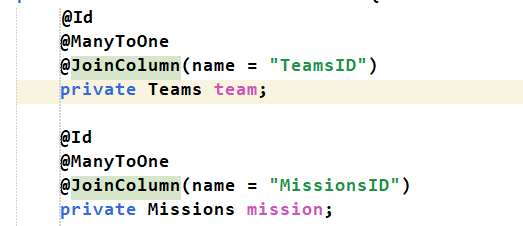 @Id
@ManyToOne
@JoinColumn(name = "TeamsID")
private Teams team;
@Id
@ManyToOne
@JoinColumn(name = "MissionsID")
private Missions mission;